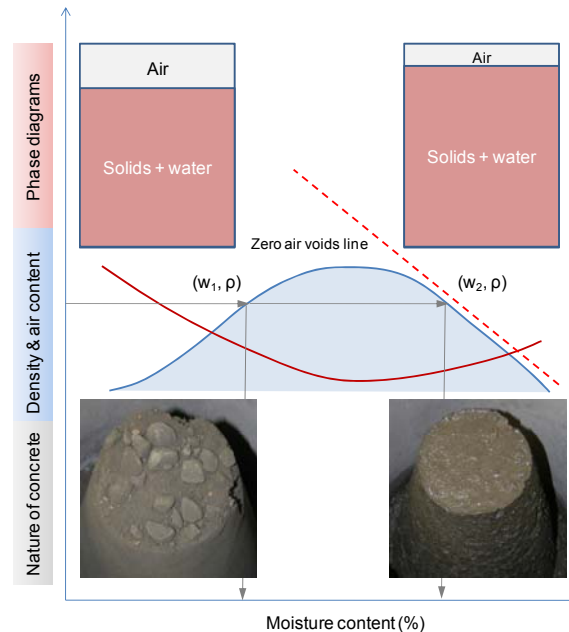 Phase diagrams
Air
Solids + water
Air
Solids + water
Density & air content
Zero air voids line
(w₁, ρ)
(w₂, ρ)
Nature of concrete
Moisture content (%)